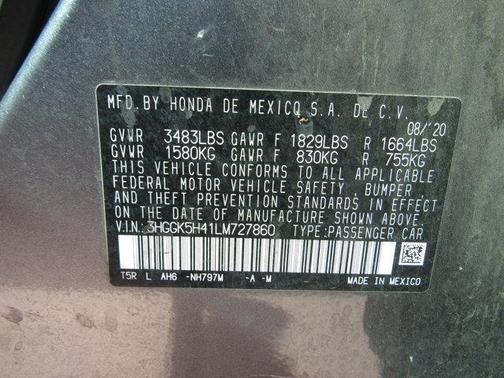 MFD. BY HONDA DE MEXICO S.A. DE C.V.
08/'20
GVWR 3483LBS GAWR F 1829LBS R 1664LBS
GVWR 1580KG GAWR F 830KG R 755KG
THIS VEHICLE CONFORMS TO ALL APPLICABLE
FEDERAL MOTOR VEHICLE SAFETY, BUMPER,
AND THEFT PREVENTION STANDARDS IN EFFECT
ON THE DATE OF MANUFACTURE SHOWN ABOVE.
V.I.N.: 3HGGK5H41LM727860 TYPE:PASSENGER CAR
T5R L AH6 -NH797M -A -M MADE IN MEXICO